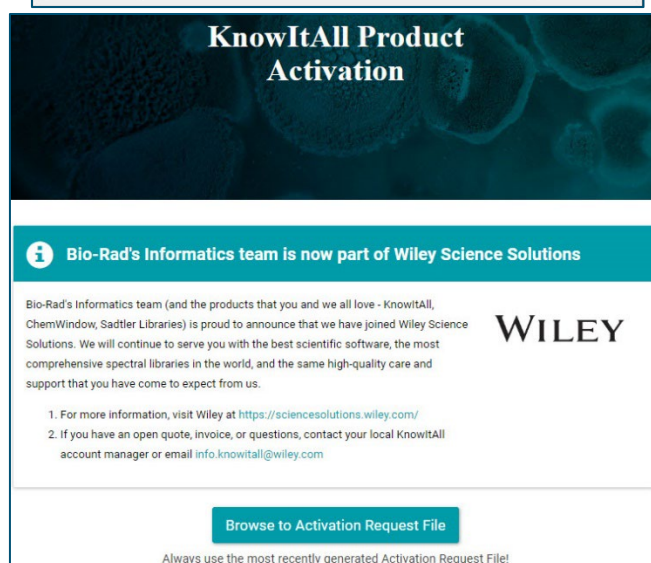 KnowItAll Product
Activation
i
Bio-Rad's Informatics team is now part of Wiley Science Solutions
Bio-Rad's Informatics team (and the products that you and we all love - KnowItAll,
ChemWindow, Sadtler Libraries) is proud to announce that we have joined Wiley Science
Solutions. We will continue to serve you with the best scientific software, the most
comprehensive spectral libraries in the world, and the same high-quality care and
support that you have come to expect from us.
WILEY
1. For more information, visit Wiley at https://sciencesolutions.wiley.com/
2. If you have an open quote, invoice, or questions, contact your local KnowItAll
account manager or email info.knowitall@wiley.com
Browse to Activation Request File
Always use the most recently generated Activation Request File!